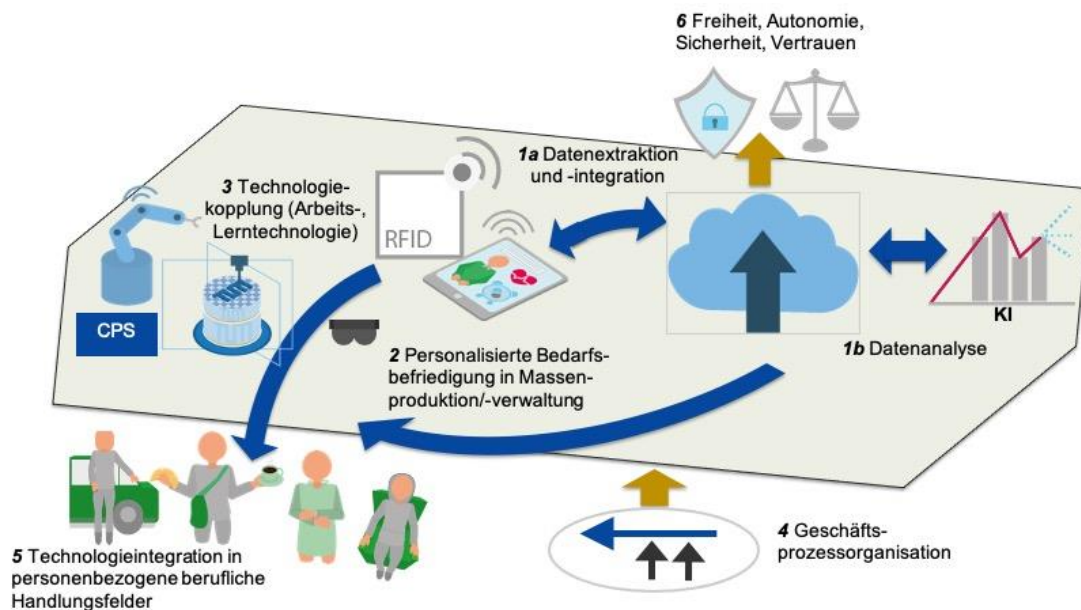 6 Freiheit, Autonomie,
Sicherheit, Vertrauen
1a Datenextraktion
und -integration
3 Technologie-
kopplung (Arbeits-,
Lerntechnologie)
RFID
CPS
KI
1b Datenanalyse
2 Personalisierte Bedarfs-
befriedigung in Massen-
produktion/-verwaltung
4 Geschäfts-
prozessorganisation
5 Technologieintegration in
personenbezogene berufliche
Handlungsfelder